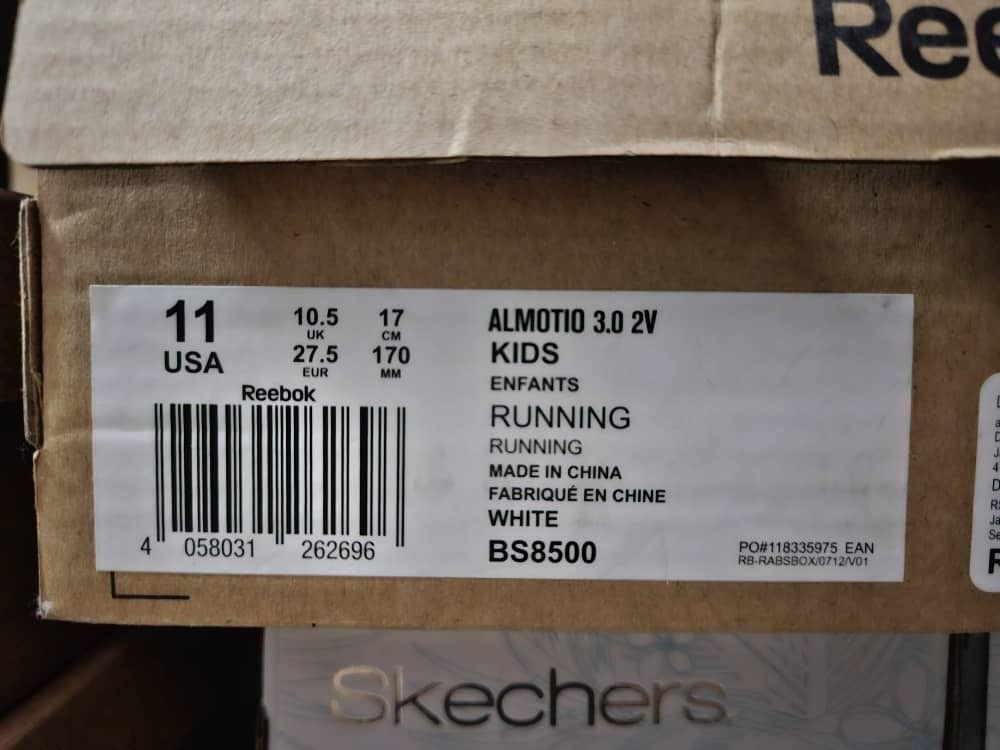 Ree
11
USA
10.5
UK
27.5
EUR
17
CM
170
MM
Reebok
4 058031 262696
ALMOTIO 3.0 2V
KIDS
ENFANTS
RUNNING
RUNNING
MADE IN CHINA
FABRIQUÉ EN CHINE
WHITE
BS8500
PO#118335975 EAN
RB-RABSBOX/0712/V01
Skechers